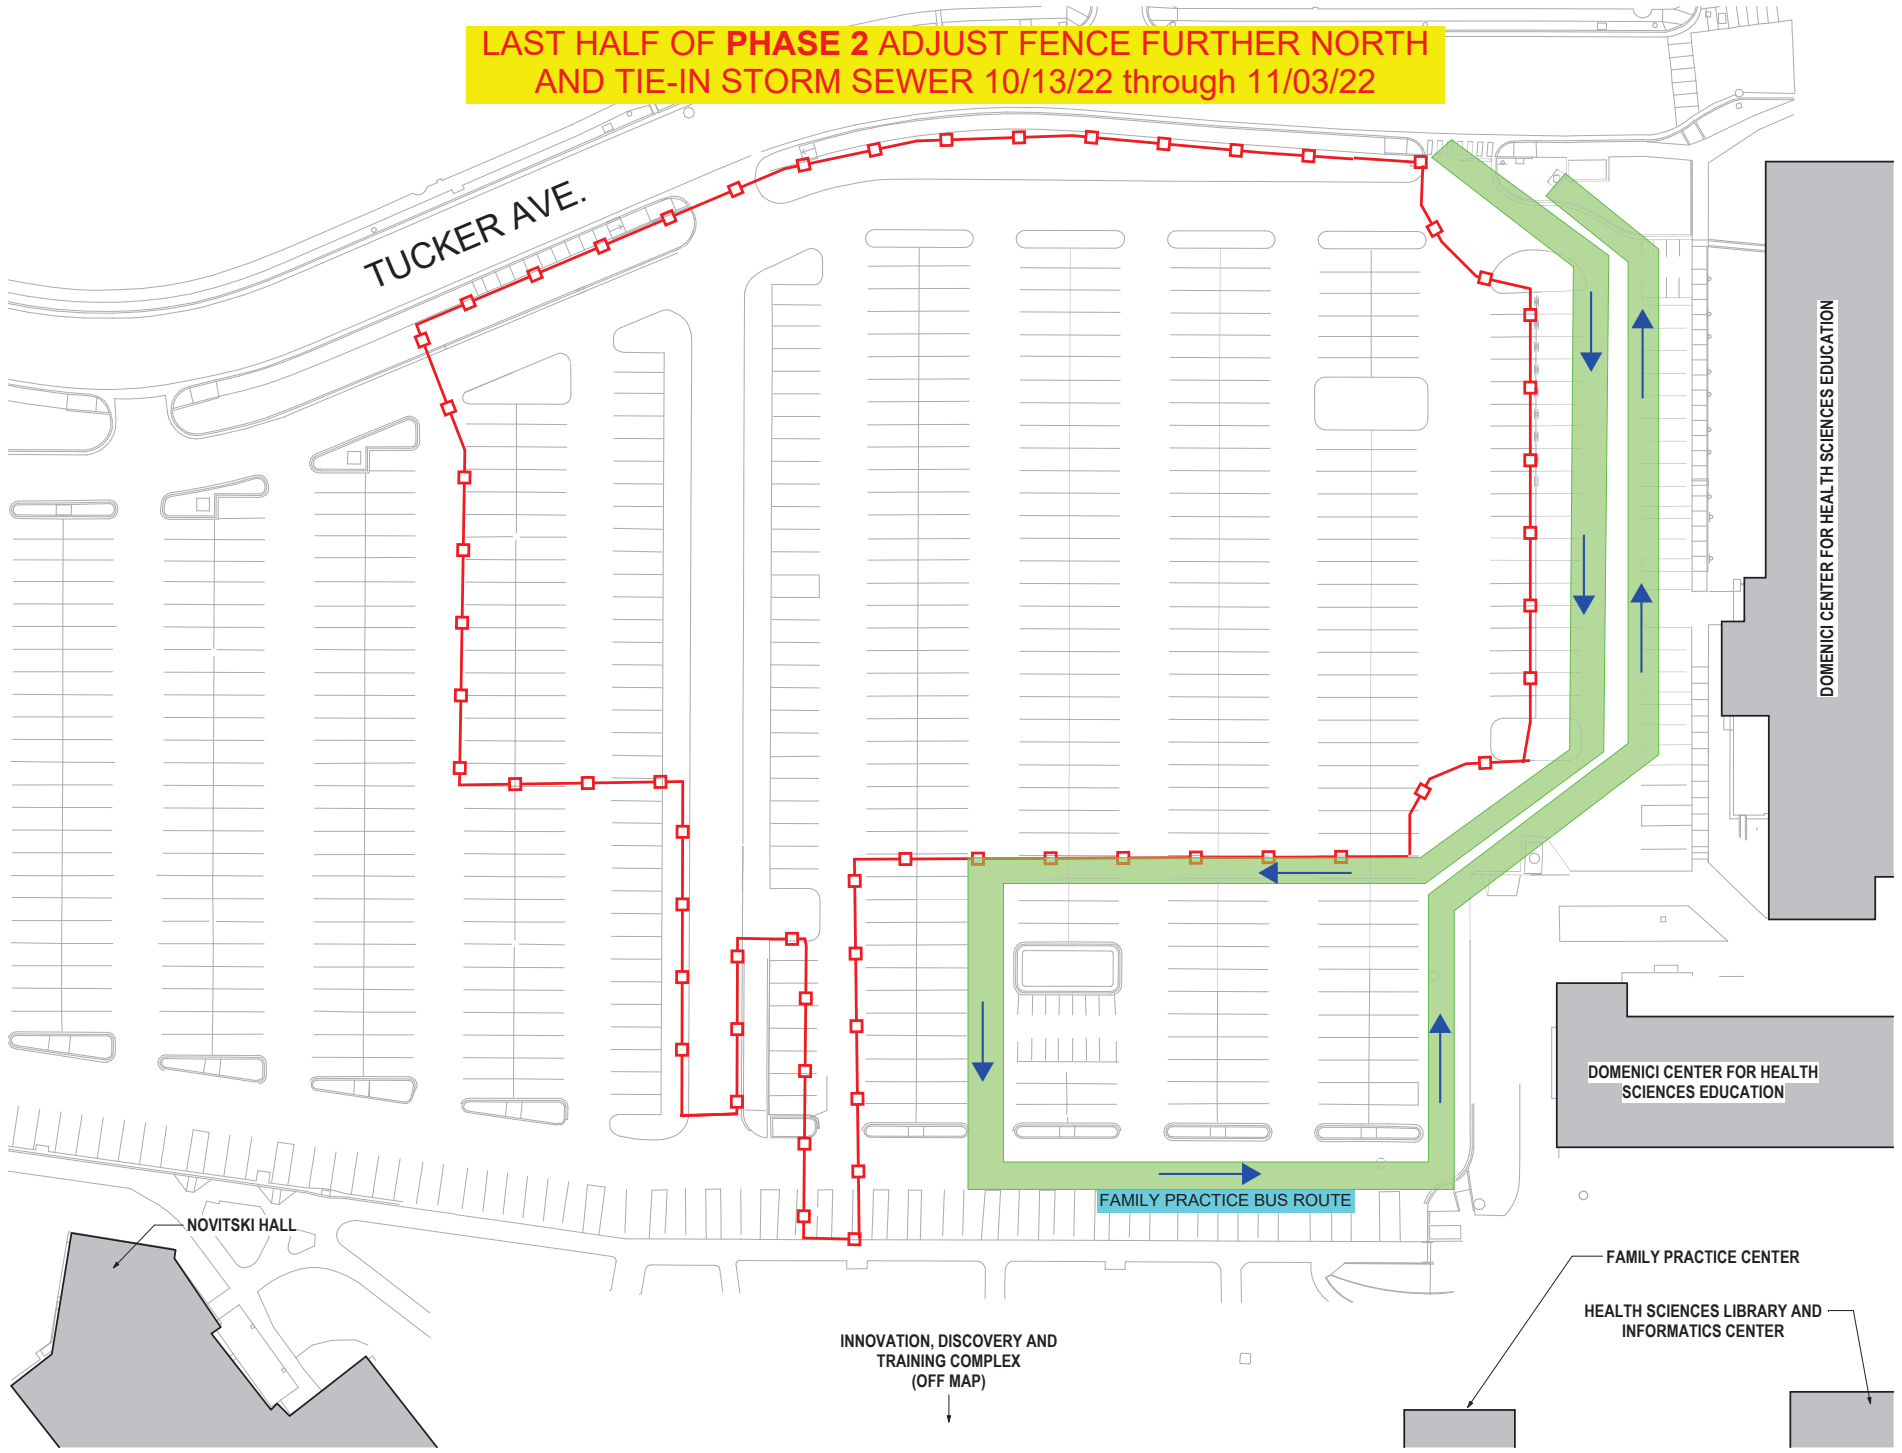 LAST HALF OF PHASE 2 ADJUST FENCE FURTHER NORTH
AND TIE-IN STORM SEWER 10/13/22 through 11/03/22
TUCKER AVE.
DOMENICI CENTER FOR HEALTH SCIENCES EDUCATION
DOMENICI CENTER FOR HEALTH
SCIENCES EDUCATION
FAMILY PRACTICE BUS ROUTE
NOVITSKI HALL
FAMILY PRACTICE CENTER
HEALTH SCIENCES LIBRARY AND
INFORMATICS CENTER
INNOVATION, DISCOVERY AND
TRAINING COMPLEX
(OFF MAP)